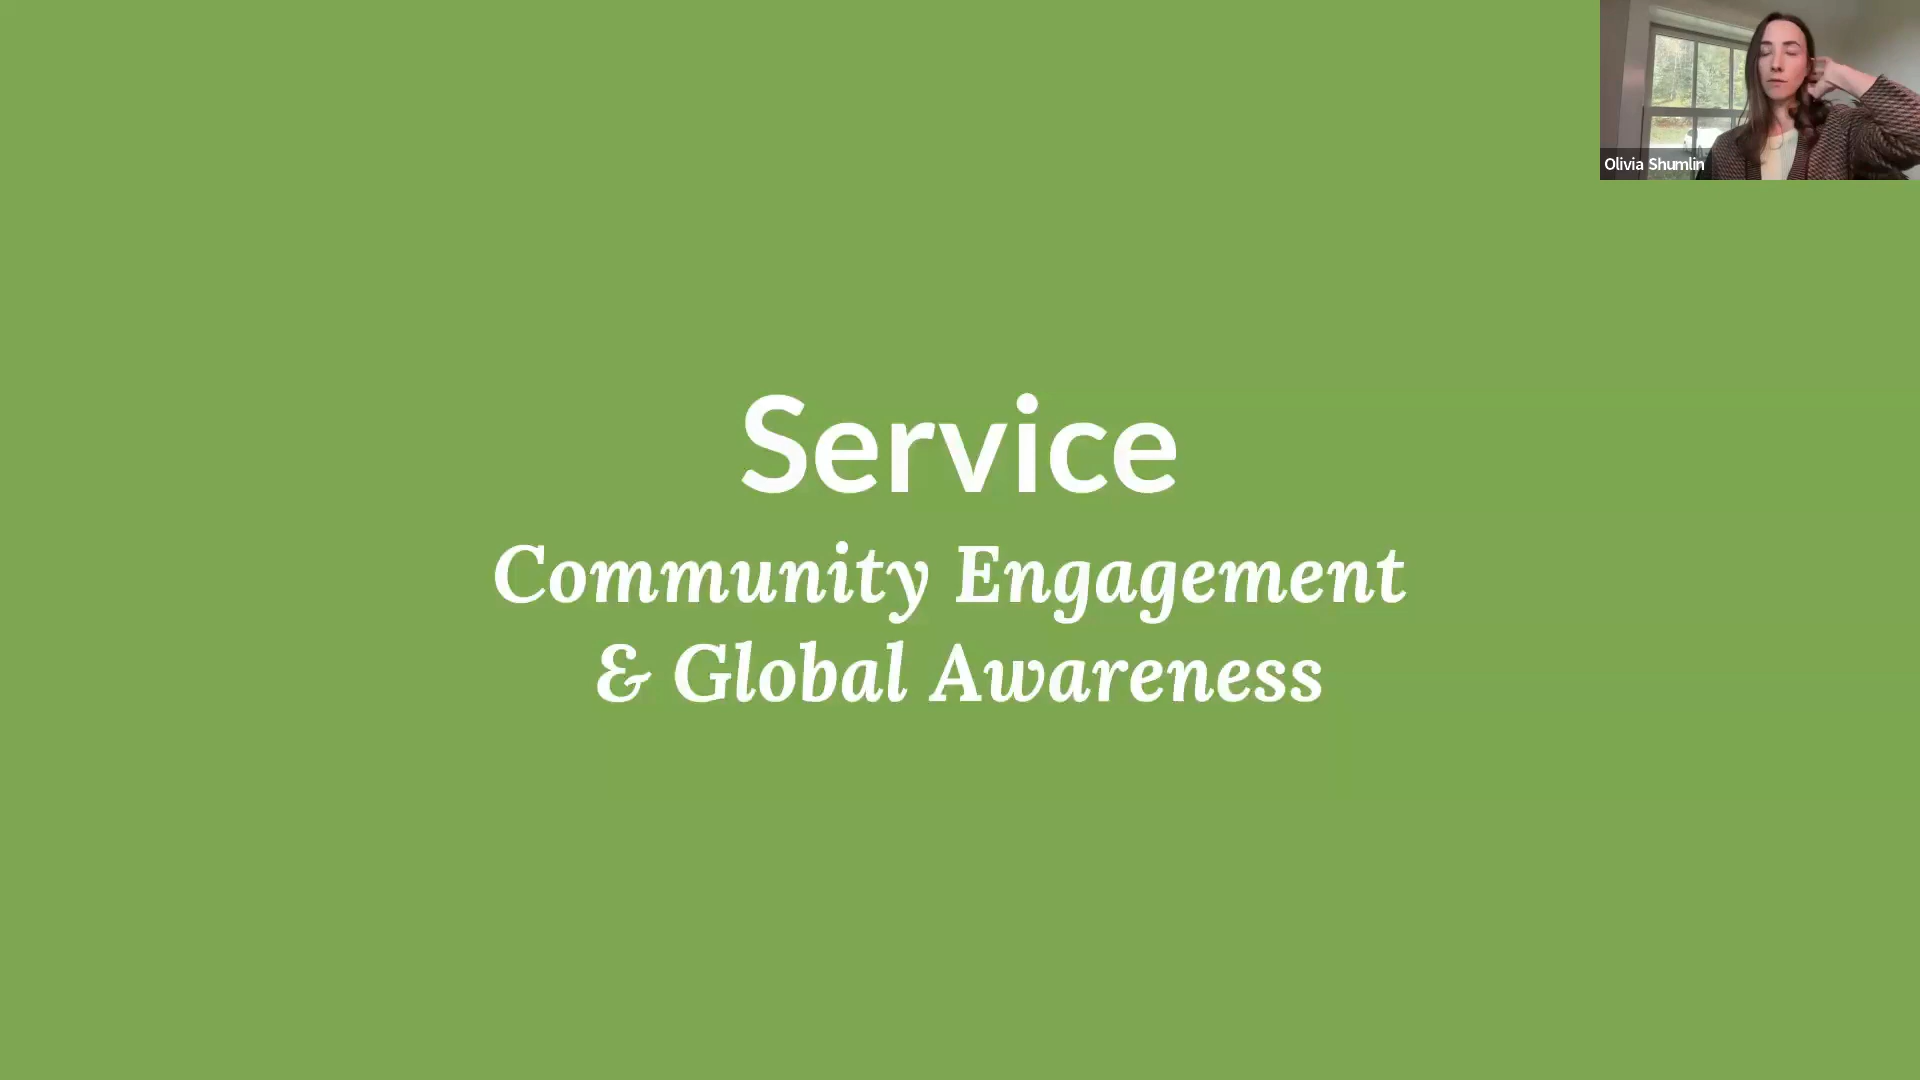 Olivia Shumlin
Service
Community Engagement
& Global Awareness